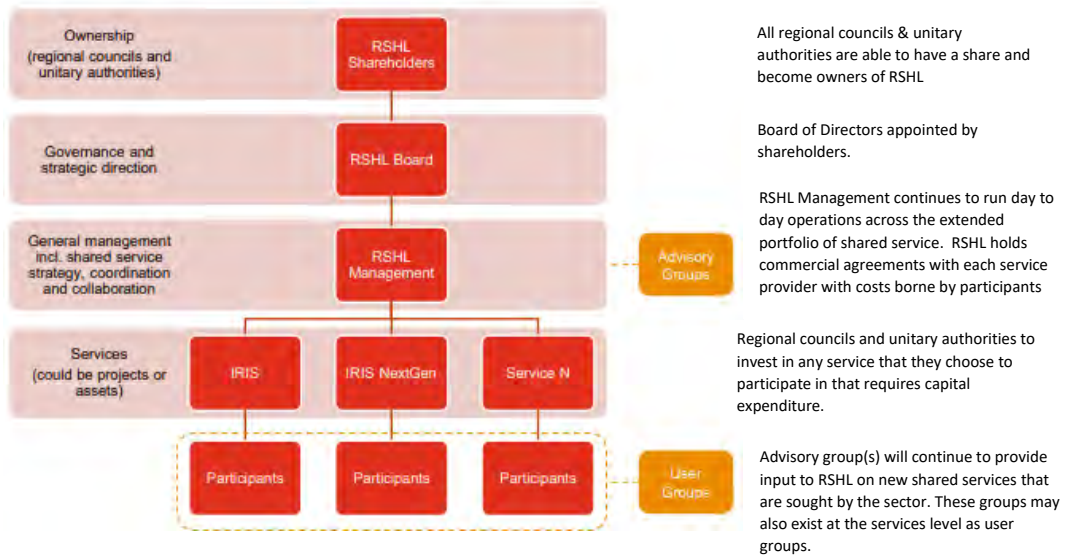 Ownership
(regional councils and
unitary authorities)
RSHL
Shareholders
All regional councils & unitary
authorities are able to have a share and
become owners of RSHL
Governance and
strategic direction
RSHL Board
Board of Directors appointed by
shareholders.
General management
incl. shared service
strategy, coordination
and collaboration
RSHL
Management
Advisory
Groups
RSHL Management continues to run day to
day operations across the extended
portfolio of shared service.  RSHL holds
commercial agreements with each service
provider with costs borne by participants
Services
(could be projects or
assets)
IRIS
IRIS NextGen
Service N
Regional councils and unitary authorities to
invest in any service that they choose to
participate in that requires capital
expenditure.
Participants
Participants
Participants
User
Groups
Advisory group(s) will continue to provide
input to RSHL on new shared services that
are sought by the sector. These groups may
also exist at the services level as user
groups.